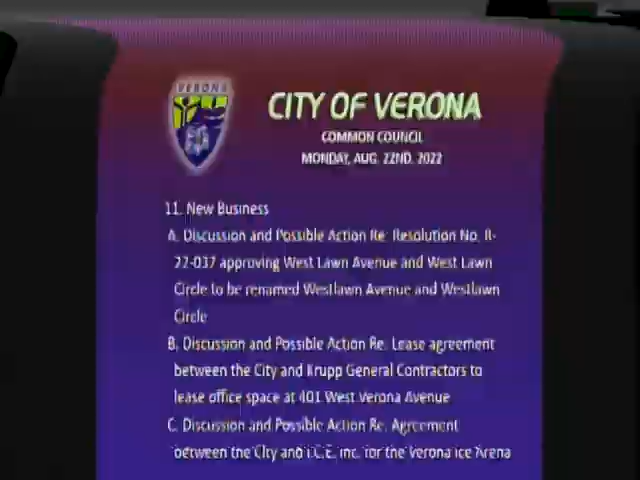 VERONA
CITY OF VERONA
COMMON COUNCIL
MONDAY, AUG. 22ND, 2022
11. New Business
A. Discussion and Possible Action Re: Resolution No. R-
22-037 approving West Lawn Avenue and West Lawn
Circle to be renamed Westlawn Avenue and Westlawn
Circle
B. Discussion and Possible Action Re: Lease agreement
between the City and Krupp General Contractors to
lease office space at 401 West Verona Avenue
C. Discussion and Possible Action Re: Agreement
between the City and I.C.E. Inc. for the Verona Ice Arena